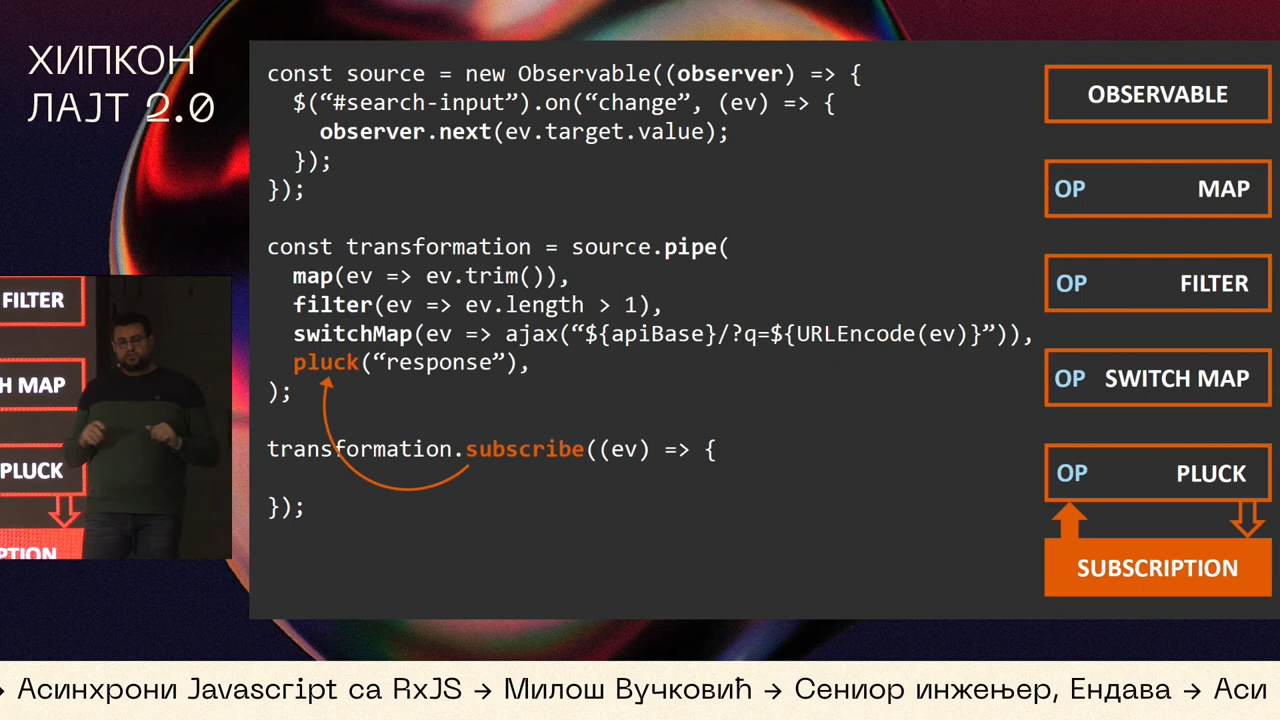 ХИПКОН
ЛАЈТ 2.0
const source = new Observable((observer) => {
$(“#search-input”).on(“change”, (ev) => {
observer.next(ev.target.value);
});
});
const transformation = source.pipe(
map(ev => ev.trim()),
filter(ev => ev.length > 1),
switchMap(ev => ajax(“${apiBase}/?q=${URLEncode(ev)}”)),
pluck(“response”),
);
transformation.subscribe((ev) => {
});
OBSERVABLE
OP MAP
OP FILTER
OP SWITCH MAP
OP PLUCK
SUBSCRIPTION
FILTER
H MAP
PLUCK
PTION
→ Асинхрони Javascript са RxJS → Милош Вучковић → Сениор инжењер, Ендава → Аси